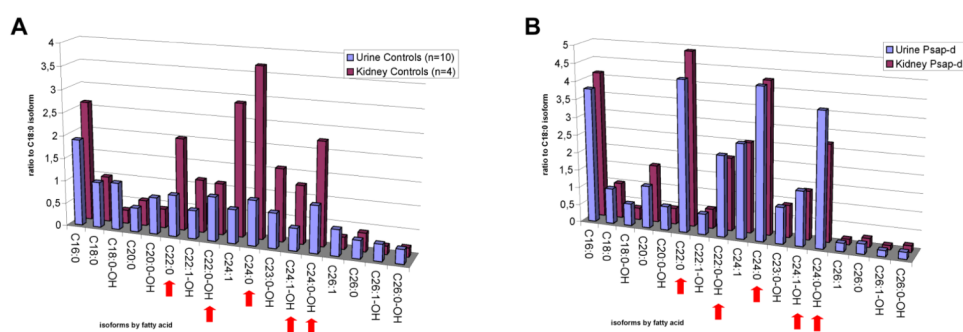 A
4
3,5
3
2,5
2
1,5
1
0,5
0
ratio to C18:0 isoform
Urine Controls (n=10)
Kidney Controls (n=4)
C16:0
C18:0
C18:0-OH
C20:0
C20:0-OH
C22:0
C22:1-OH
C22:0-OH
C24:1
C24:0
C23:0-OH
C24:1-OH
C24:0-OH
C26:1
C26:0
C26:1-OH
C26:0-OH
isoforms by fatty acid
B
5
4,5
4
3,5
3
2,5
2
1,5
1
0,5
0
ratio to C18:0 isoform
Urine Psap-d
Kidney Psap-d
C16:0
C18:0
C18:0-OH
C20:0
C20:0-OH
C22:0
C22:1-OH
C22:0-OH
C24:1
C24:0
C23:0-OH
C24:1-OH
C24:0-OH
C26:1
C26:0
C26:1-OH
C26:0-OH
isoforms by fatty acid